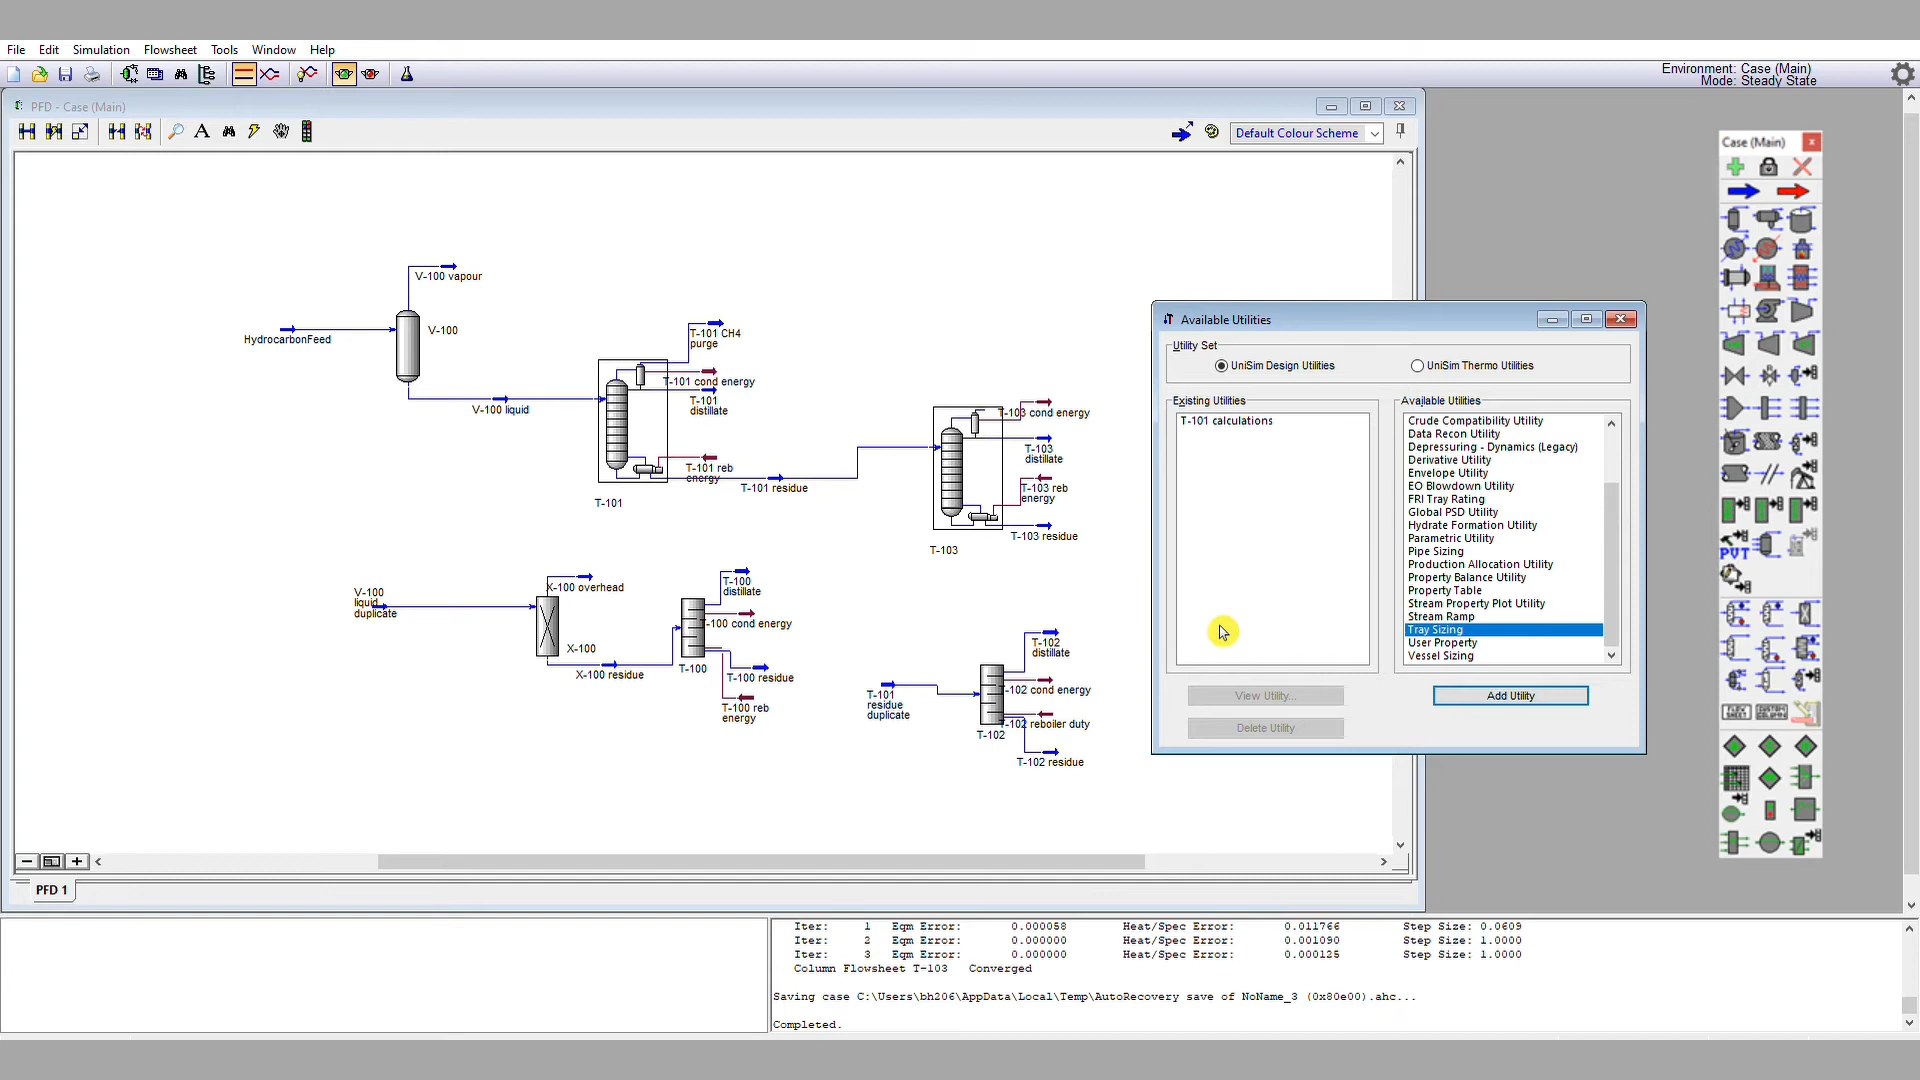 File Edit Simulation Flowsheet Tools Window Help
Environment: Case (Main)
Mode: Steady State
PFD - Case (Main)
A
Default Colour Scheme
V-100 vapour
V-100
HydrocarbonFeed
V-100 liquid
T-101 CH4
purge
T-101 cond energy
T-101
distillate
T-101 reb
energy
T-101 residue
T-101
T-103 cond energy
T-103
distillate
T-103 reb
energy
T-103 residue
T-103
V-100
liquid
duplicate
X-100 overhead
X-100
X-100 residue
T-100
distillate
T-100 cond energy
T-100
T-100 residue
T-100 reb
energy
T-101
residue
duplicate
T-102
distillate
T-102 cond energy
T-102 reboiler duty
T-102
T-102 residue
PFD 1
Available Utilities
Utility Set
UniSim Design Utilities
UniSim Thermo Utilities
Existing Utilities
T-101 calculations
Available Utilities
Crude Compatibility Utility
Data Recon Utility
Depressuring - Dynamics (Legacy)
Derivative Utility
Envelope Utility
EO Blowdown Utility
FRI Tray Rating
Global PSD Utility
Hydrate Formation Utility
Parametric Utility
Pipe Sizing
Production Allocation Utility
Property Balance Utility
Property Table
Stream Property Plot Utility
Stream Ramp
Tray Sizing
User Property
Vessel Sizing
View Utility...
Delete Utility
Add Utility
Case (Main)
PVT
FLOW
SHEET
CUSTOM
COLUMN
Iter: 1 Eqm Error: 0.000058 Heat/Spec Error: 0.011766 Step Size: 0.0609
Iter: 2 Eqm Error: 0.000000 Heat/Spec Error: 0.001090 Step Size: 1.0000
Iter: 3 Eqm Error: 0.000000 Heat/Spec Error: 0.000125 Step Size: 1.0000
Column Flowsheet T-103 Converged
Saving case C:\Users\bh206\AppData\Local\Temp\AutoRecovery save of NoName_3 (0x80e00).ahc...
Completed.